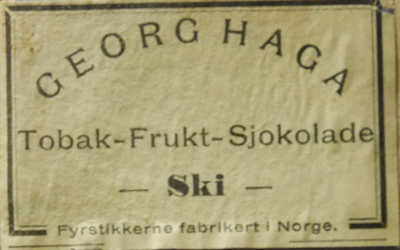 GEORG HAGA
Tobak-Frukt-Sjokolade
— Ski —
Fyrstikkerne fabrikert i Norge.